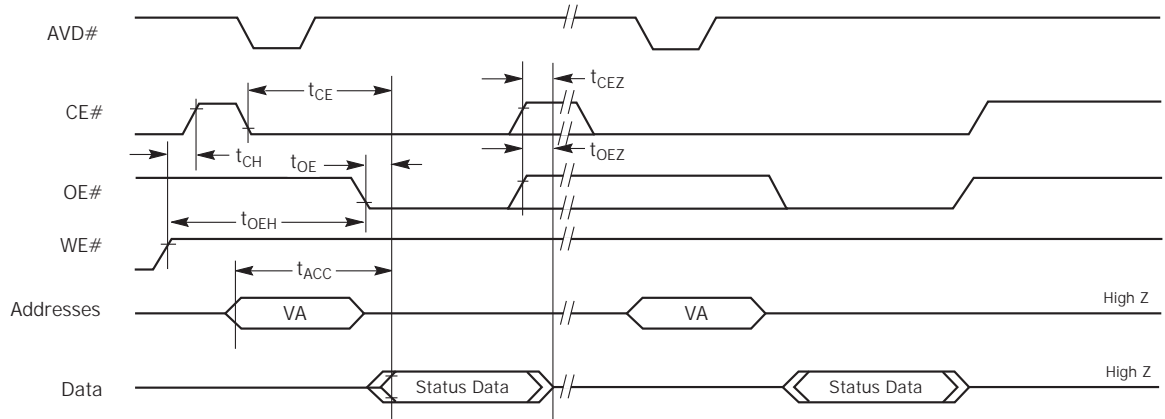 AVD#
tCEZ
tCE
CE#
tCH
tOE
tOEZ
OE#
tOEH
WE#
tACC
High Z
Addresses
VA
VA
High Z
Data
Status Data
Status Data